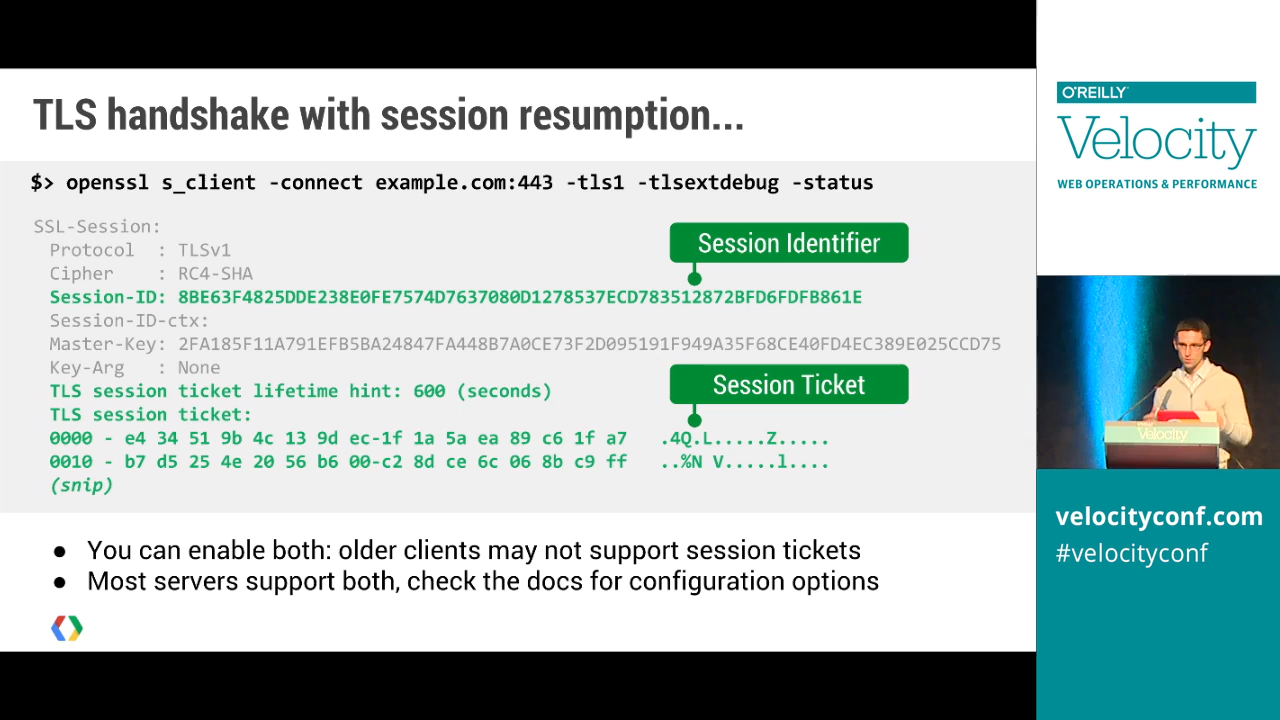 TLS handshake with session resumption...
$> openssl s_client -connect example.com:443 -tls1 -tlsextdebug -status
SSL-Session:
Protocol : TLSv1
Cipher : RC4-SHA
Session Identifier
Session-ID: 8BE63F4825DDE238E0FE7574D7637080D1278537ECD783512872BFD6FDFB861E
Session-ID-ctx:
Master-Key: 2FA185F11A791EFB5BA24847FA448B7A0CE73F2D095191F949A35F68CE40FD4EC389E025CCD75
Key-Arg : None
Session Ticket
TLS session ticket lifetime hint: 600 (seconds)
TLS session ticket:
0000 - e4 34 51 9b 4c 13 9d ec-1f 1a 5a ea 89 c6 1f a7 .4Q.L.....Z.....
0010 - b7 d5 25 4e 20 56 b6 00-c2 8d ce 6c 06 8b c9 ff ..%N V.....l....
(snip)
● You can enable both: older clients may not support session tickets
● Most servers support both, check the docs for configuration options
O'REILLY
Velocity
WEB OPERATIONS & PERFORMANCE
Velocity
velocityconf.com
#velocityconf